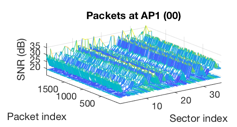 Packets at AP1 (00)
SNR (dB)
35
30
25
20
1500
1000
500
Packet index
10
20
30
Sector index